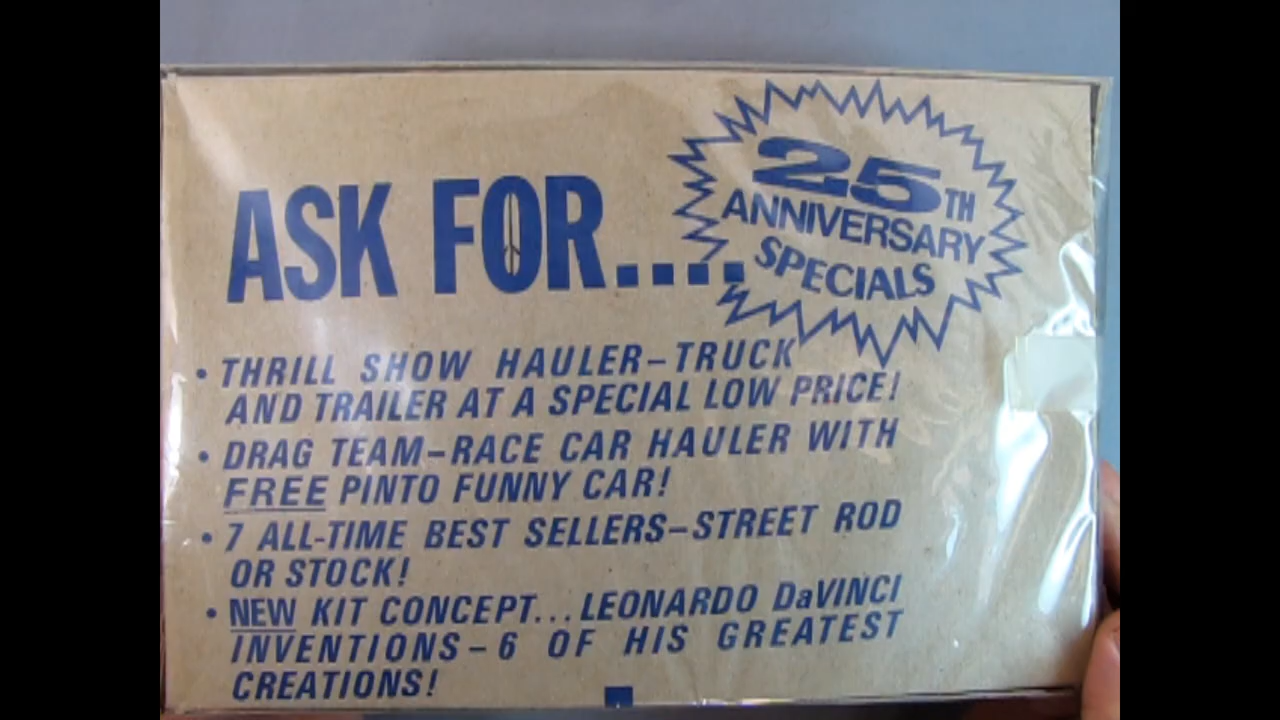 ASK FOR....
25TH
ANNIVERSARY
SPECIALS
• THRILL SHOW HAULER–TRUCK
AND TRAILER AT A SPECIAL LOW PRICE!
• DRAG TEAM–RACE CAR HAULER WITH
FREE PINTO FUNNY CAR!
• 7 ALL-TIME BEST SELLERS–STREET ROD
OR STOCK!
• NEW KIT CONCEPT...LEONARDO DaVINCI
INVENTIONS–6 OF HIS GREATEST
CREATIONS!